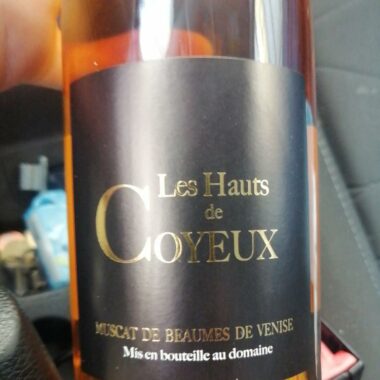 Les Hauts
de
COYEUX
MUSCAT DE BEAUMES DE VENISE
Mis en bouteille au domaine